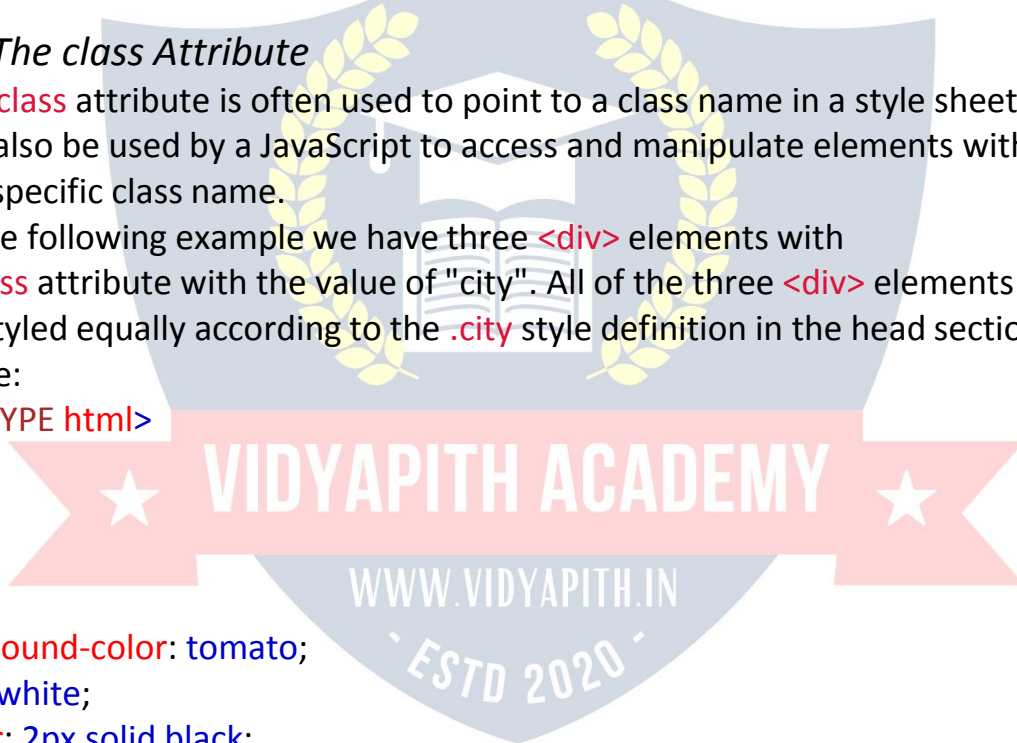 The class Attribute
class attribute is often used to point to a class name in a style sheet
also be used by a JavaScript to access and manipulate elements with
specific class name.
e following example we have three <div> elements with
ss attribute with the value of "city". All of the three <div> elements
tyled equally according to the .city style definition in the head sectio
e:
YPE html>
VIDYAPITH ACADEMY
WWW.VIDYAPITH.IN
ound-color: tomato;
- ESTD 2020 -
white;
r: 2px solid black;